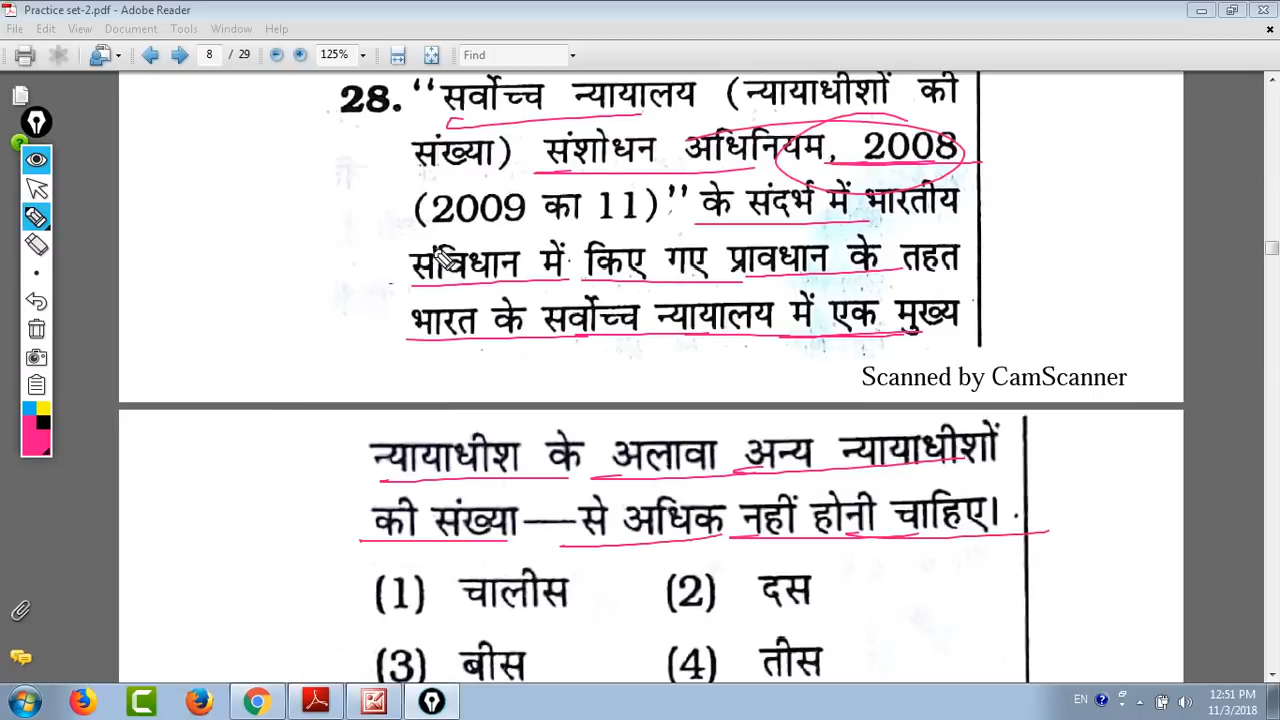 Practice set-2.pdf - Adobe Reader
File Edit View Document Tools Window Help
8 / 29 125% Find
28. "सर्वोच्च न्यायालय (न्यायाधीशों की
संख्या) संशोधन अधिनियम, 2008
(2009 का 11)" के संदर्भ में भारतीय
संविधान में किए गए प्रावधान के तहत
भारत के सर्वोच्च न्यायालय में एक मुख्य
Scanned by CamScanner
न्यायाधीश के अलावा अन्य न्यायाधीशों
की संख्या—से अधिक नहीं होनी चाहिए।
(1) चालीस (2) दस
(3) बीस (4) तीस
EN 12:51 PM
11/3/2018